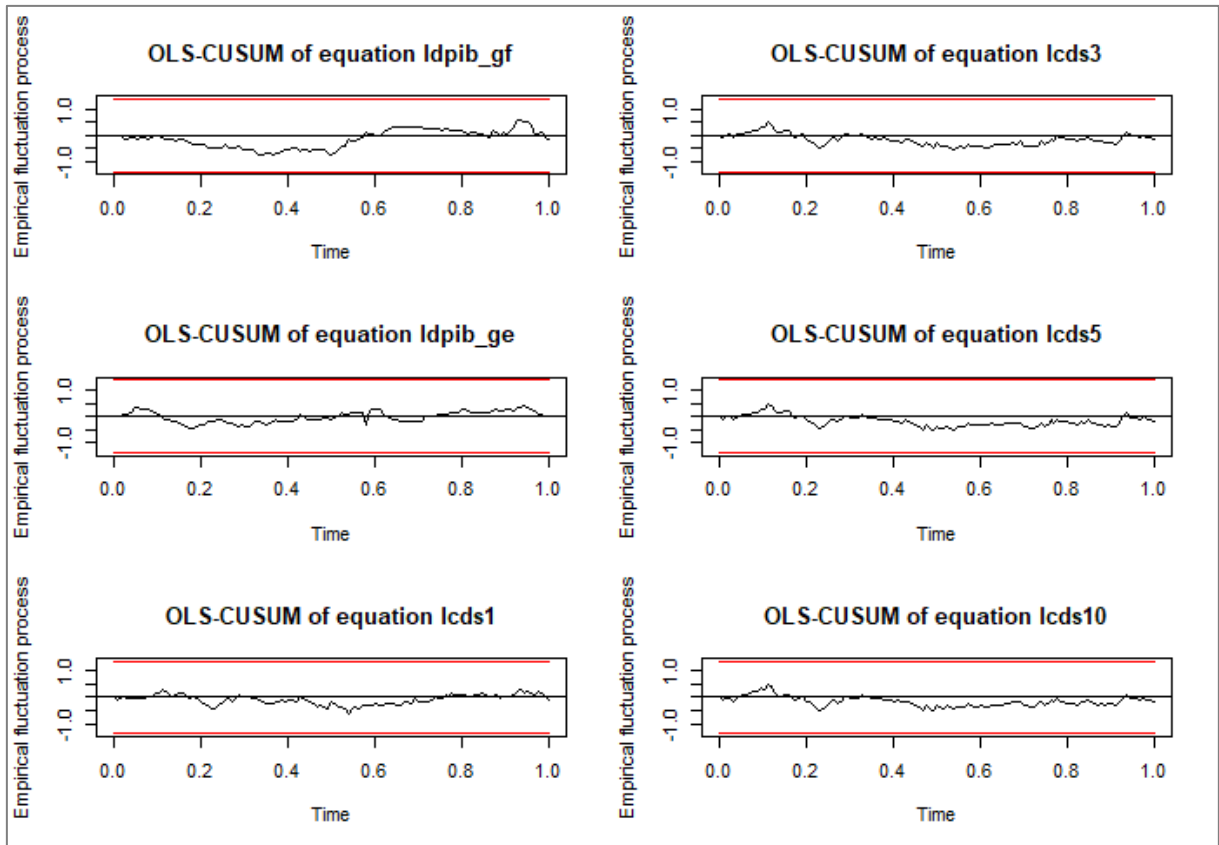 OLS-CUSUM of equation ldpib_gf
Empirical fluctuation process
1.0
-1.0
0.0 0.2 0.4 0.6 0.8 1.0
Time
OLS-CUSUM of equation lcds3
Empirical fluctuation process
1.0
-1.0
0.0 0.2 0.4 0.6 0.8 1.0
Time
OLS-CUSUM of equation ldpib_ge
Empirical fluctuation process
1.0
-1.0
0.0 0.2 0.4 0.6 0.8 1.0
Time
OLS-CUSUM of equation lcds5
Empirical fluctuation process
1.0
-1.0
0.0 0.2 0.4 0.6 0.8 1.0
Time
OLS-CUSUM of equation lcds1
Empirical fluctuation process
1.0
-1.0
0.0 0.2 0.4 0.6 0.8 1.0
Time
OLS-CUSUM of equation lcds10
Empirical fluctuation process
1.0
-1.0
0.0 0.2 0.4 0.6 0.8 1.0
Time